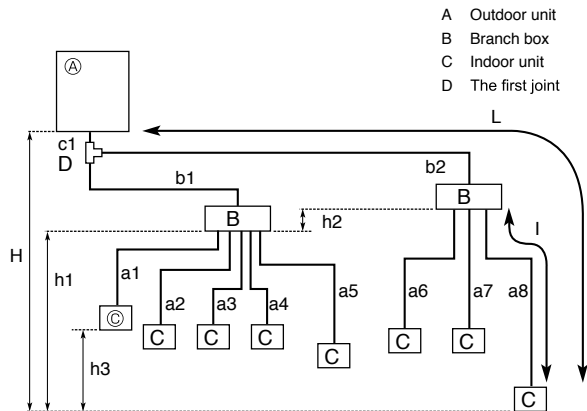 A Outdoor unit
B Branch box
C Indoor unit
D The first joint
A
L
c1
D
b2
b1
B
B
h2
I
H
h1
a1
a2
a3
a4
a5
a6
a7
a8
C
C
C
C
C
C
C
h3
C